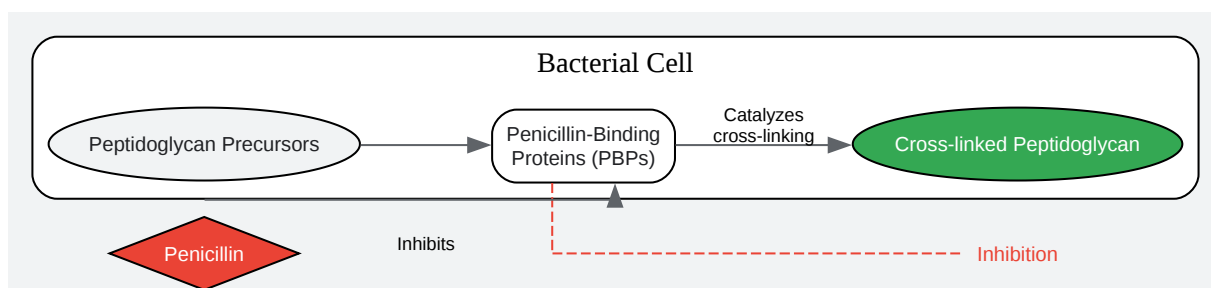 Bacterial Cell
Peptidoglycan Precursors
Penicillin-Binding
Proteins (PBPs)
Catalyzes
cross-linking
Cross-linked Peptidoglycan
Penicillin
Inhibits
Inhibition